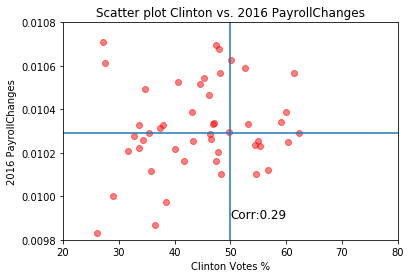 Scatter plot Clinton vs. 2016 PayrollChanges
0.0108
0.0106
0.0104
0.0102
0.0100
0.0098
2016 PayrollChanges
Corr:0.29
20 30 40 50 60 70 80
Clinton Votes %